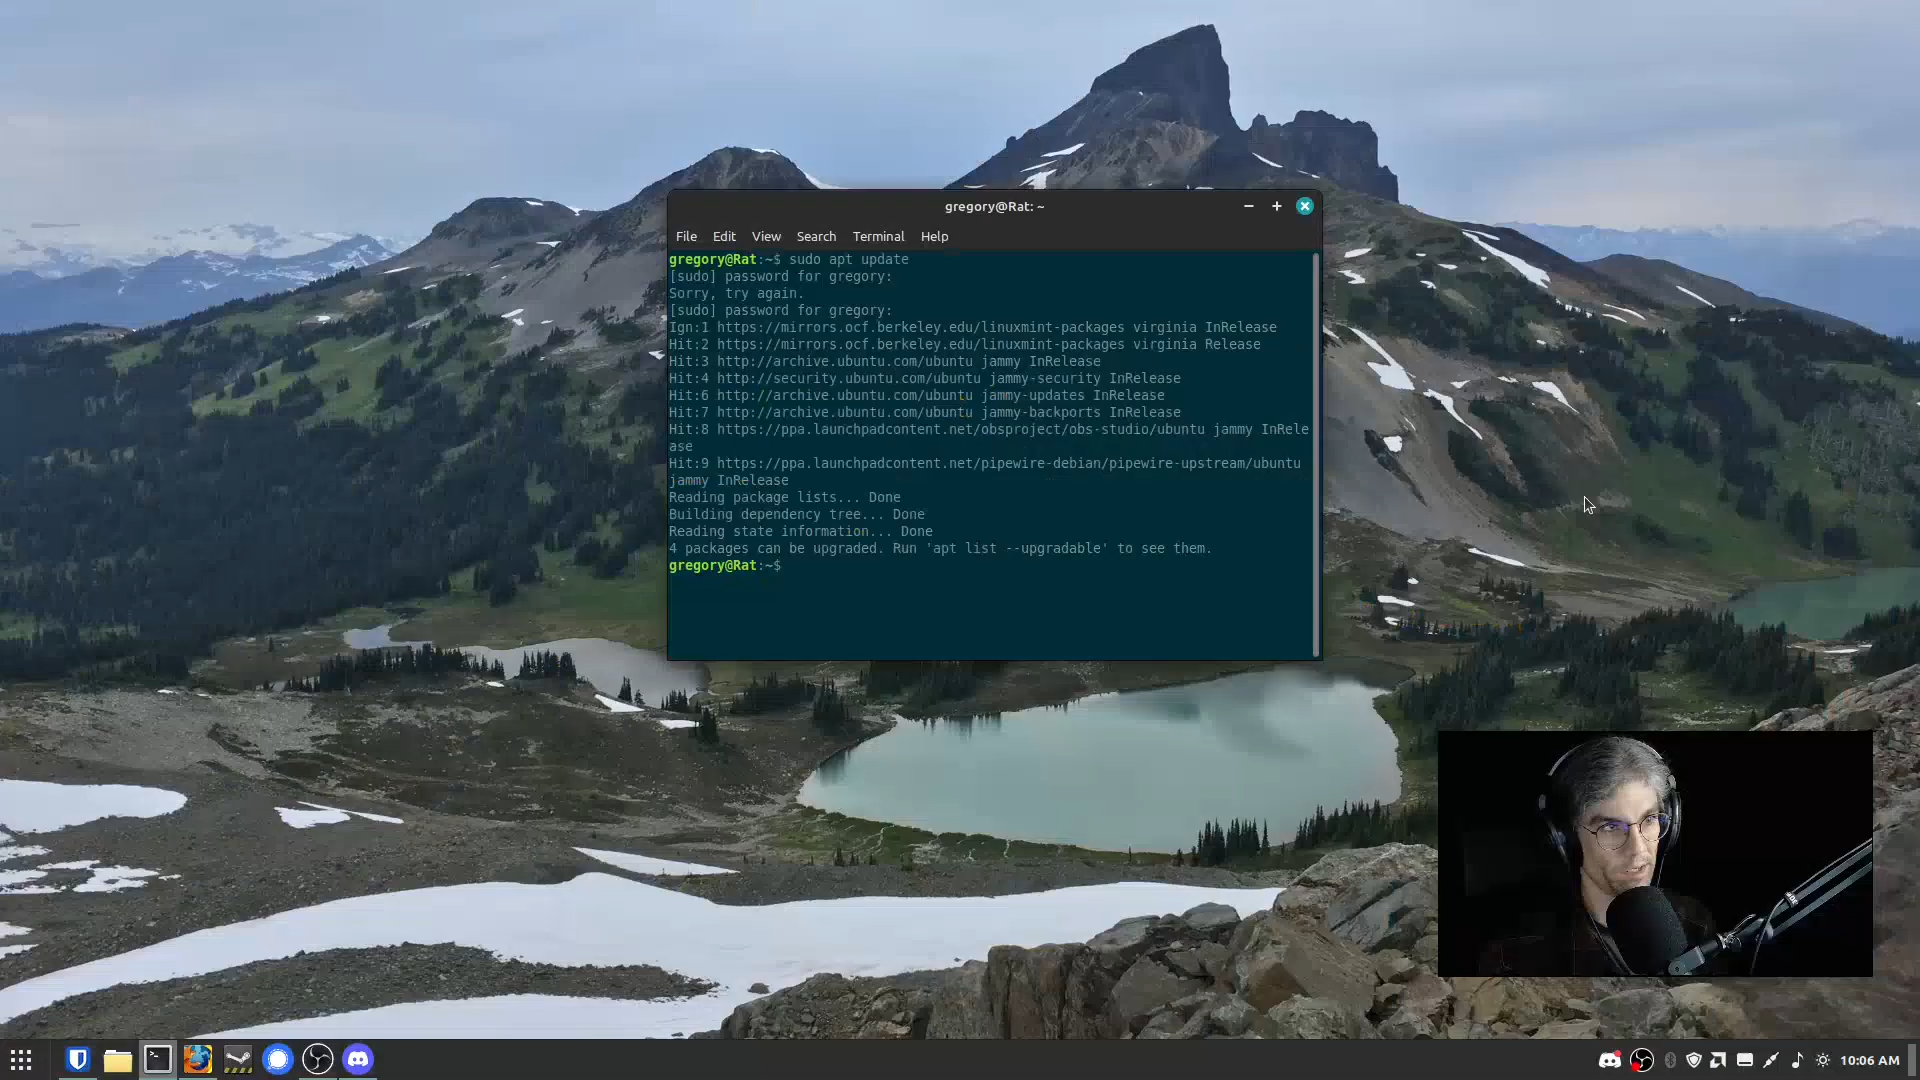 gregory@Rat: ~
File Edit View Search Terminal Help
gregory@Rat:~$ sudo apt update
[sudo] password for gregory:
Sorry, try again.
[sudo] password for gregory:
Ign:1 https://mirrors.ocf.berkeley.edu/linuxmint-packages virginia InRelease
Hit:2 https://mirrors.ocf.berkeley.edu/linuxmint-packages virginia Release
Hit:3 http://archive.ubuntu.com/ubuntu jammy InRelease
Hit:4 http://security.ubuntu.com/ubuntu jammy-security InRelease
Hit:6 http://archive.ubuntu.com/ubuntu jammy-updates InRelease
Hit:7 http://archive.ubuntu.com/ubuntu jammy-backports InRelease
Hit:8 https://ppa.launchpadcontent.net/obsproject/obs-studio/ubuntu jammy InRele
ase
Hit:9 https://ppa.launchpadcontent.net/pipewire-debian/pipewire-upstream/ubuntu
jammy InRelease
Reading package lists... Done
Building dependency tree... Done
Reading state information... Done
4 packages can be upgraded. Run 'apt list --upgradable' to see them.
gregory@Rat:~$
10:06 AM